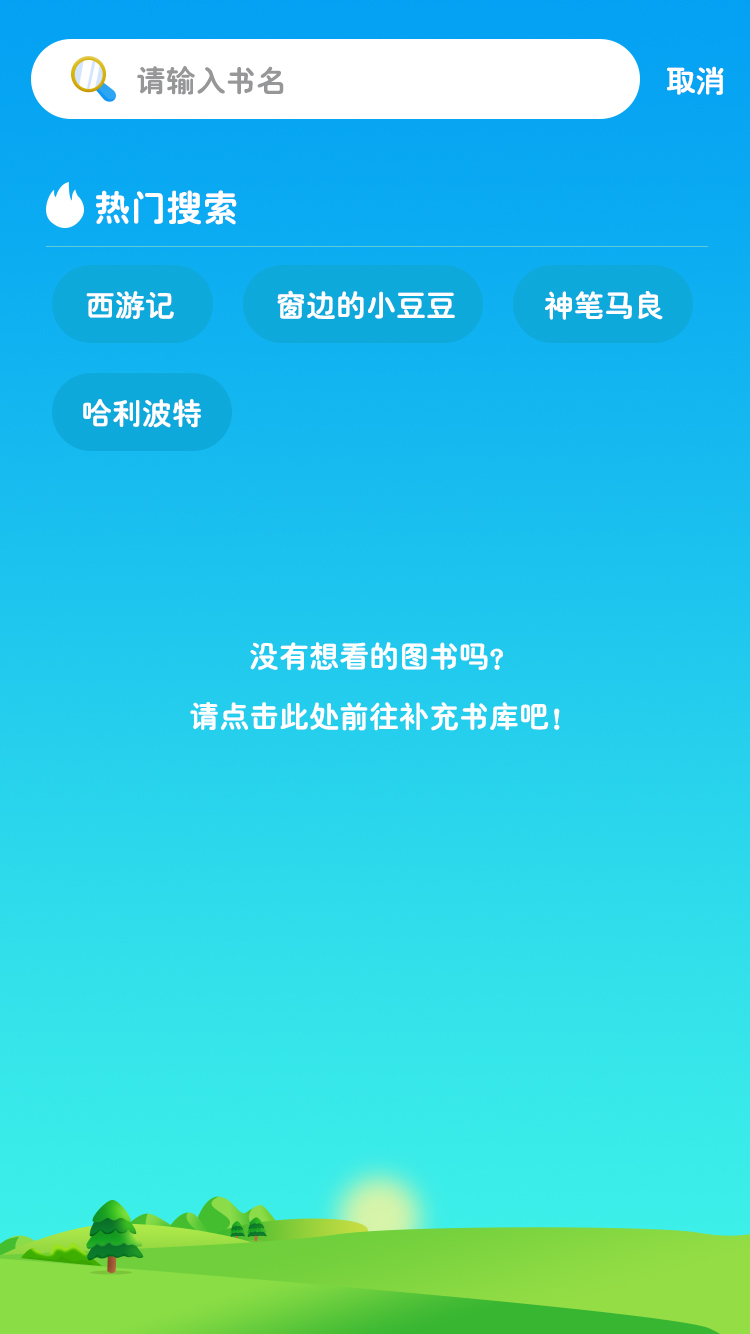 请输入书名 取消
热门搜索
西游记 窗边的小豆豆 神笔马良
哈利波特
没有想看的图书吗?
请点击此处前往补充书库吧!